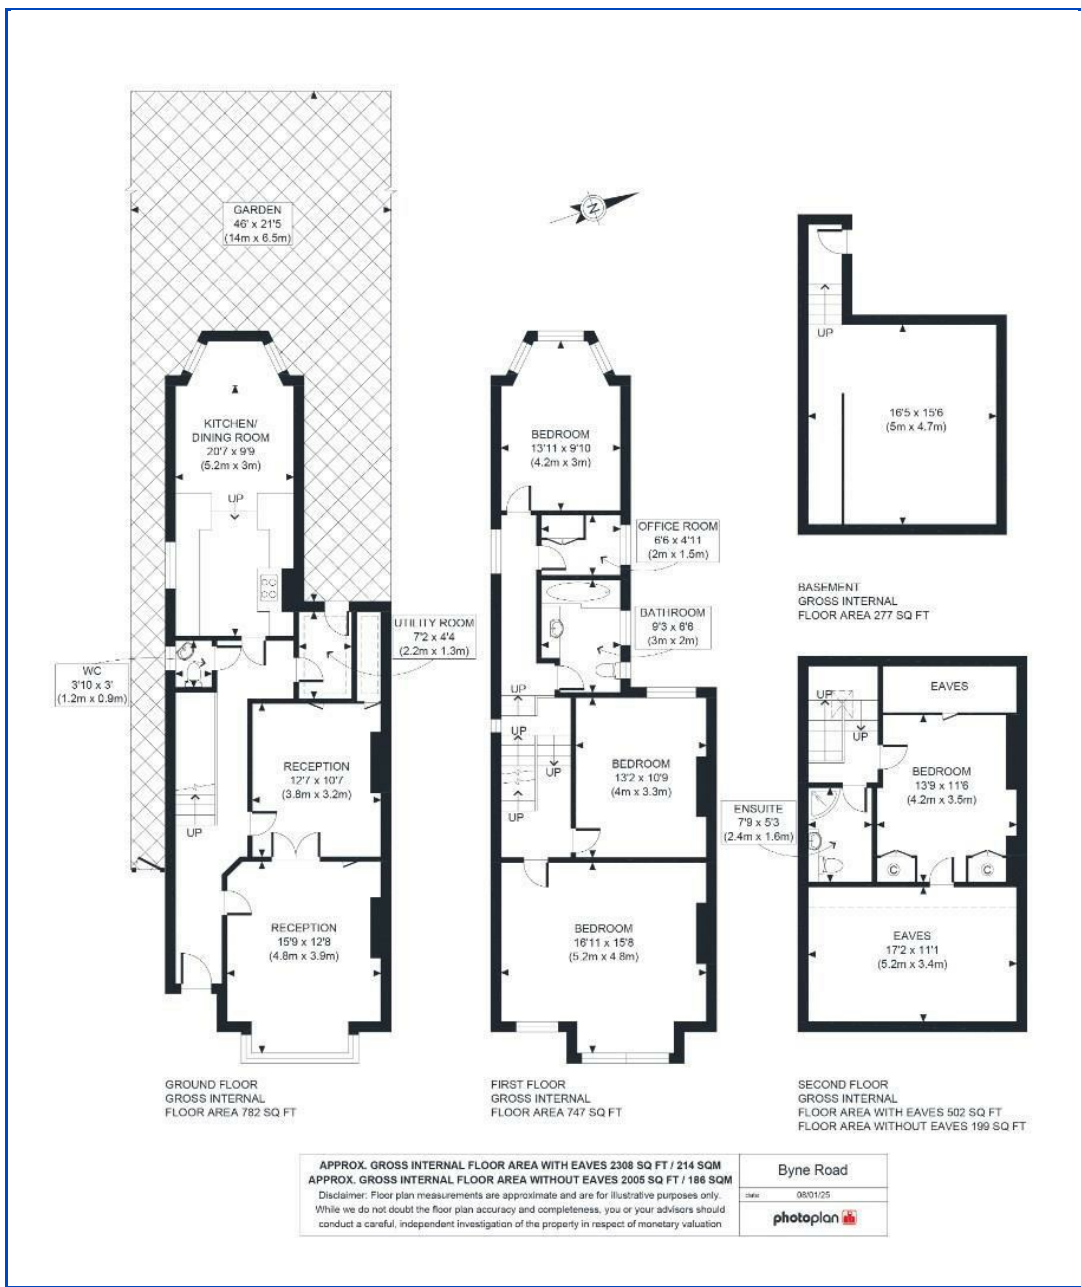 GARDEN
46' x 21'5
(14m x 6.5m)
N
KITCHEN/
DINING ROOM
20'7 x 9'9
(5.2m x 3m)
UP
UTILITY ROOM
7'2 x 4'4
(2.2m x 1.3m)
WC
3'10 x 3'
(1.2m x 0.9m)
RECEPTION
12'7 x 10'7
(3.8m x 3.2m)
UP
RECEPTION
15'9 x 12'8
(4.8m x 3.9m)
GROUND FLOOR
GROSS INTERNAL
FLOOR AREA 782 SQ FT
BEDROOM
13'11 x 9'10
(4.2m x 3m)
OFFICE ROOM
6'6 x 4'11
(2m x 1.5m)
BATHROOM
9'3 x 6'6
(3m x 2m)
UP
UP
UP
UP
BEDROOM
13'2 x 10'9
(4m x 3.3m)
BEDROOM
16'11 x 15'8
(5.2m x 4.8m)
FIRST FLOOR
GROSS INTERNAL
FLOOR AREA 747 SQ FT
UP
16'5 x 15'6
(5m x 4.7m)
BASEMENT
GROSS INTERNAL
FLOOR AREA 277 SQ FT
EAVES
UP
UP
BEDROOM
13'9 x 11'6
(4.2m x 3.5m)
ENSUITE
7'9 x 5'3
(2.4m x 1.6m)
C
C
EAVES
17'2 x 11'1
(5.2m x 3.4m)
SECOND FLOOR
GROSS INTERNAL
FLOOR AREA WITH EAVES 502 SQ FT
FLOOR AREA WITHOUT EAVES 199 SQ FT
APPROX. GROSS INTERNAL FLOOR AREA WITH EAVES 2308 SQ FT / 214 SQM
APPROX. GROSS INTERNAL FLOOR AREA WITHOUT EAVES 2005 SQ FT / 186 SQM
Disclaimer: Floor plan measurements are approximate and are for illustrative purposes only.
While we do not doubt the floor plan accuracy and completeness, you or your advisors should
conduct a careful, independent investigation of the property in respect of monetary valuation
Byne Road
date 08/01/25
photoplan